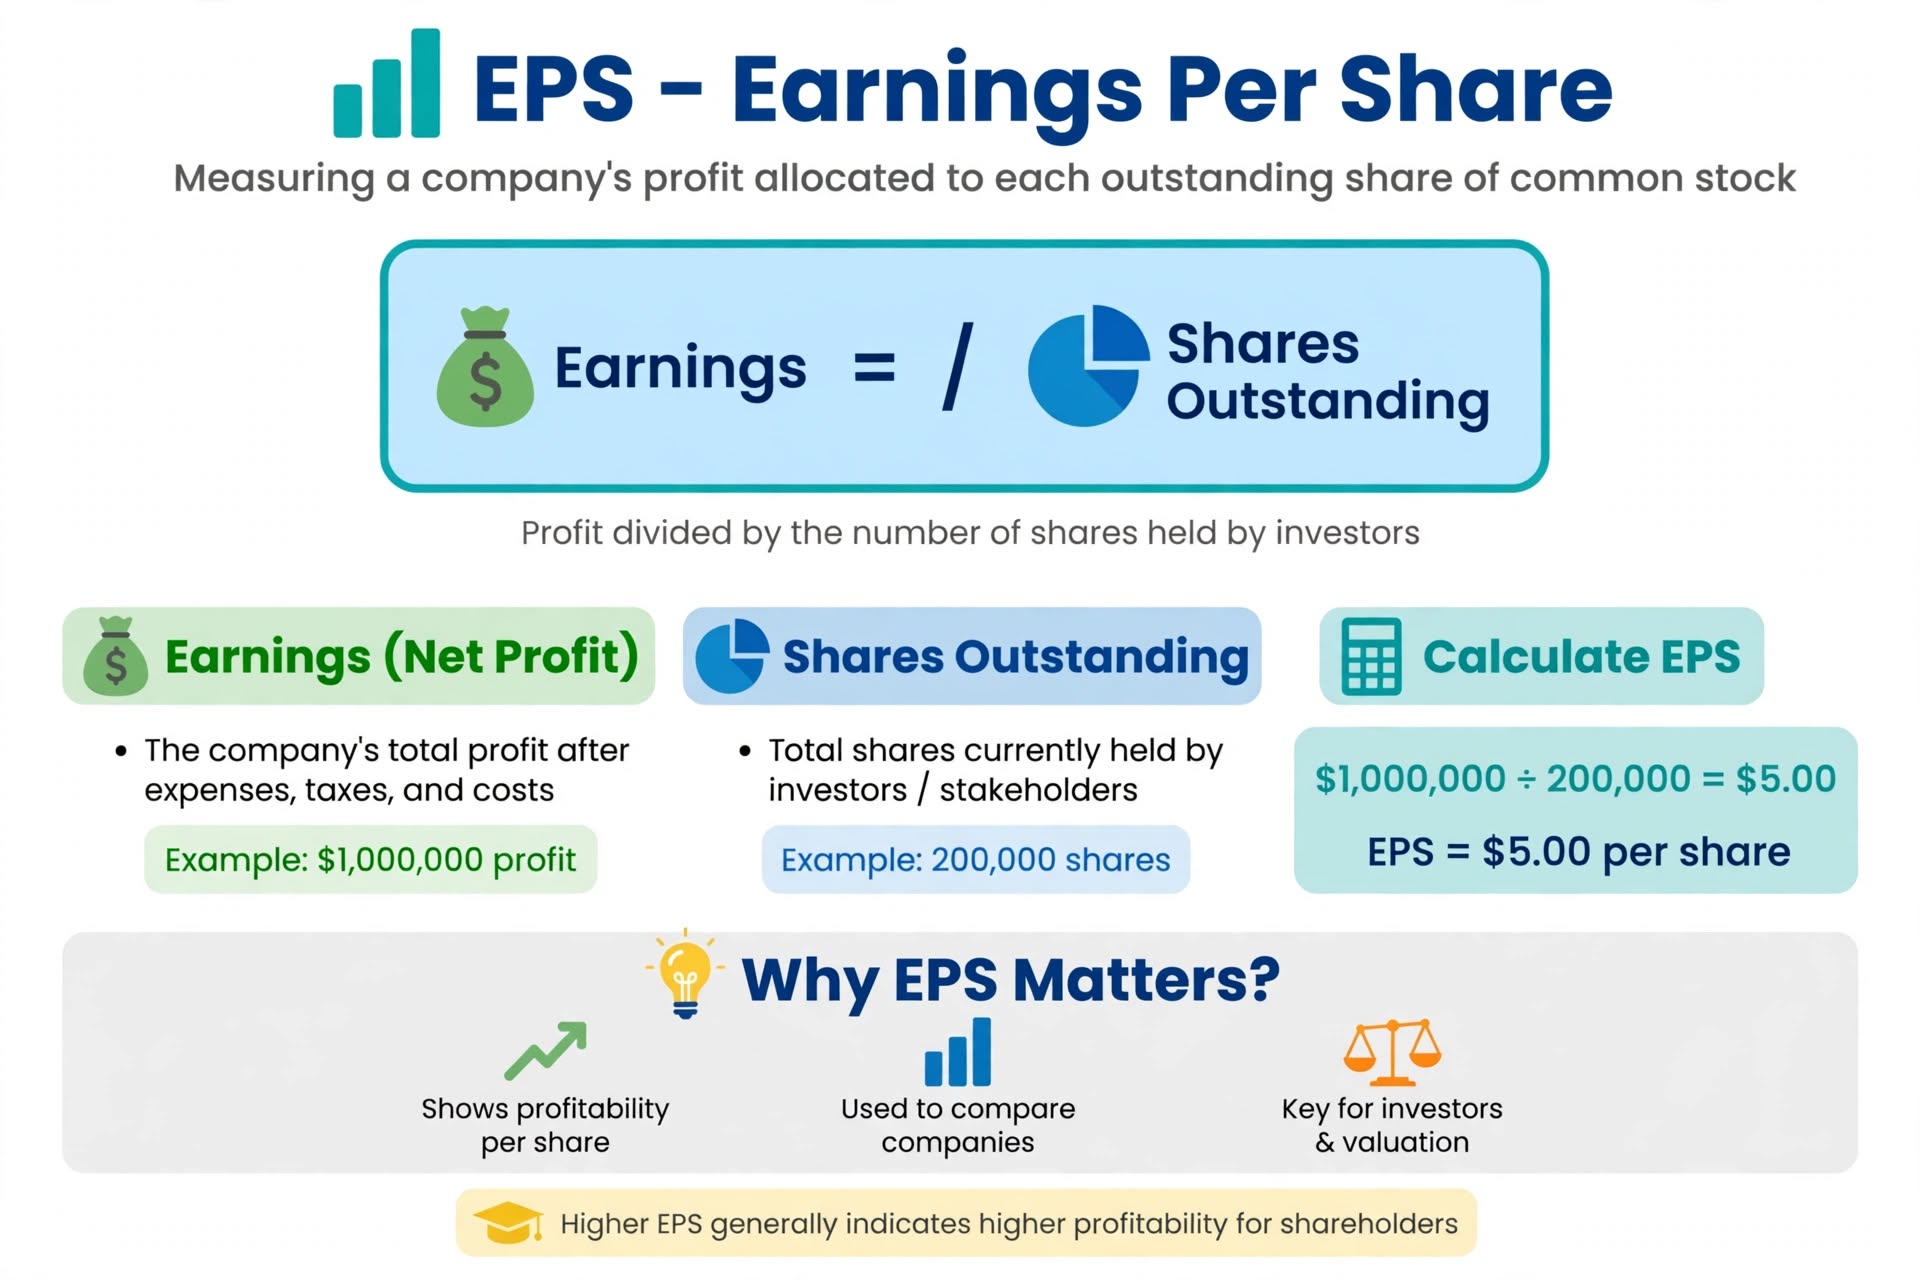 EPS - Earnings Per Share
Measuring a company's profit allocated to each outstanding share of common stock
$ Earnings = / Shares
Outstanding
Profit divided by the number of shares held by investors
$ Earnings (Net Profit)
• The company's total profit after
expenses, taxes, and costs
Example: $1,000,000 profit
Shares Outstanding
• Total shares currently held by
investors / stakeholders
Example: 200,000 shares
Calculate EPS
$1,000,000 ÷ 200,000 = $5.00
EPS = $5.00 per share
Why EPS Matters?
Shows profitability
per share
Used to compare
companies
Key for investors
& valuation
Higher EPS generally indicates higher profitability for shareholders